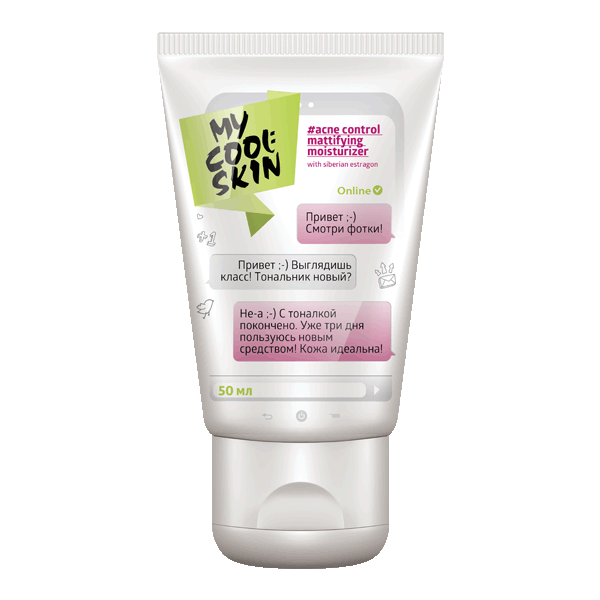 MY
COOL
SKIN
#acne control
mattifying
moisturizer
with siberian estragon
Online
Привет ;-)
Смотри фотки!
+1
Привет ;-) Выглядишь
класс! Тональник новый?
Не-а ;-) С тоналкой
покончено. Уже три дня
пользуюсь новым
средством! Кожа идеальна!
50 мл